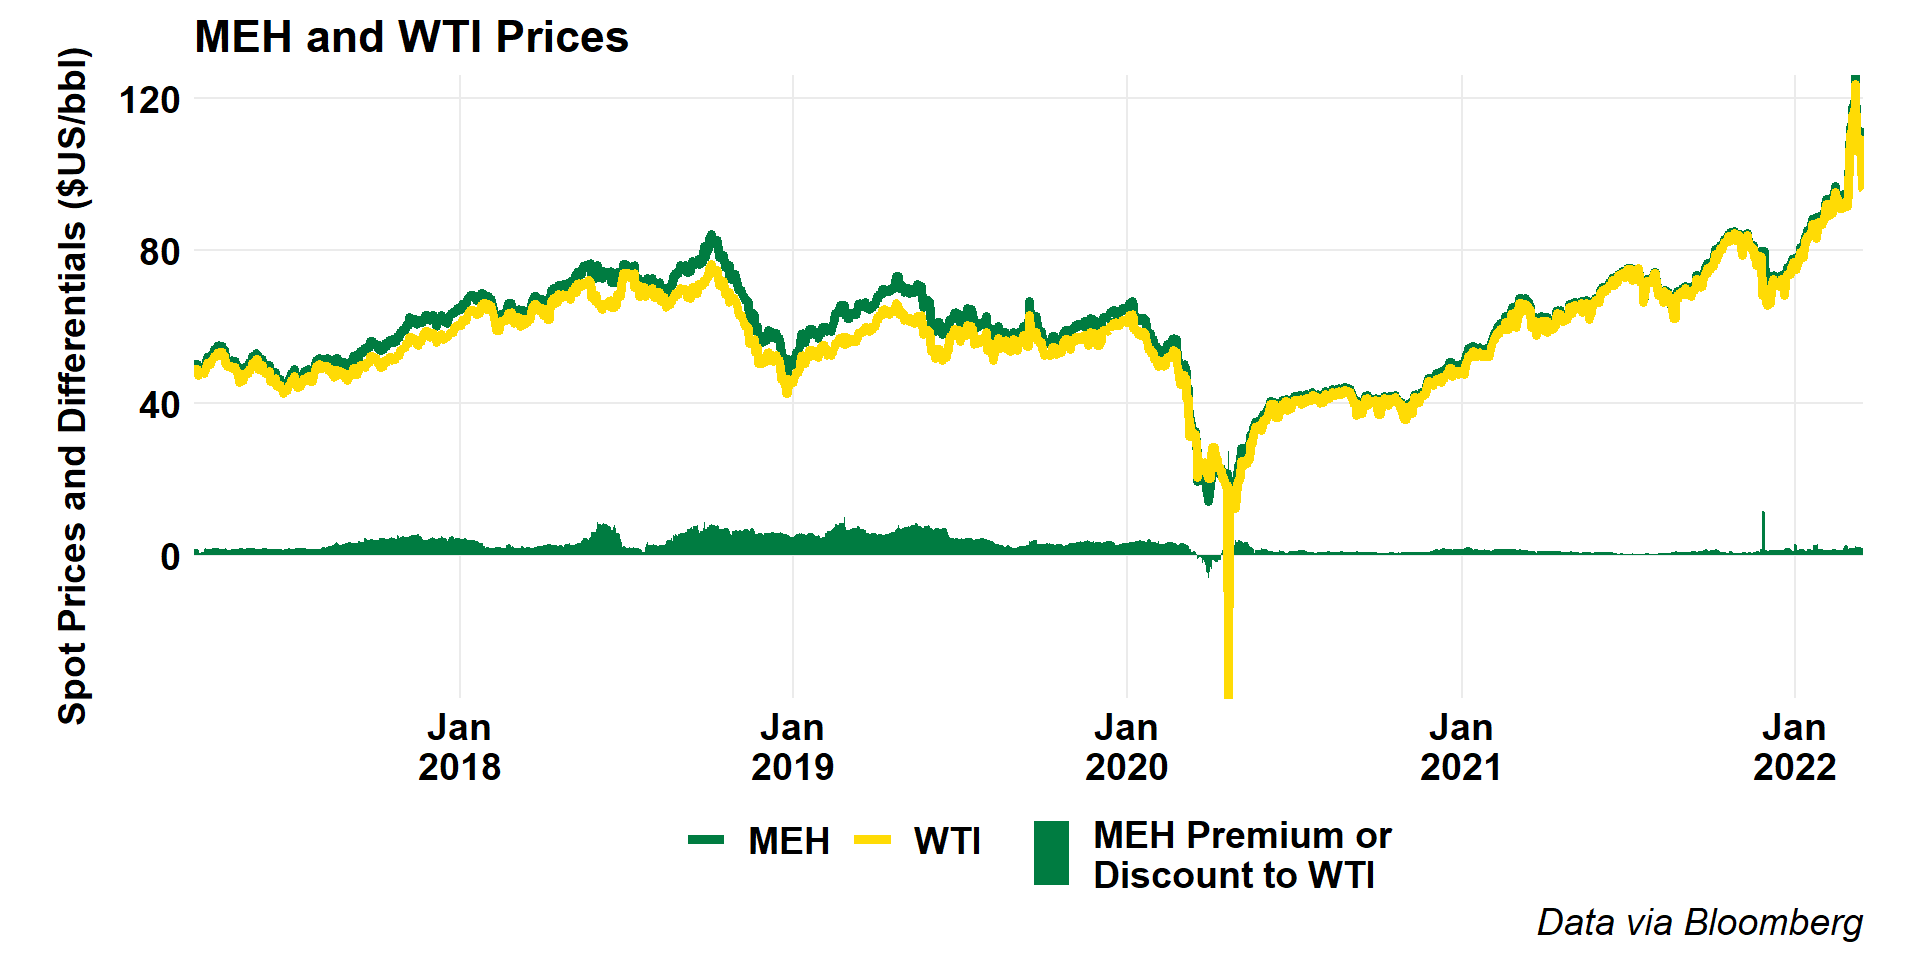 MEH and WTI Prices
Spot Prices and Differentials ($US/bbl)
120
80
40
0
Jan
2018
Jan
2019
Jan
2020
Jan
2021
Jan
2022
MEH
WTI
MEH Premium or
Discount to WTI
Data via Bloomberg